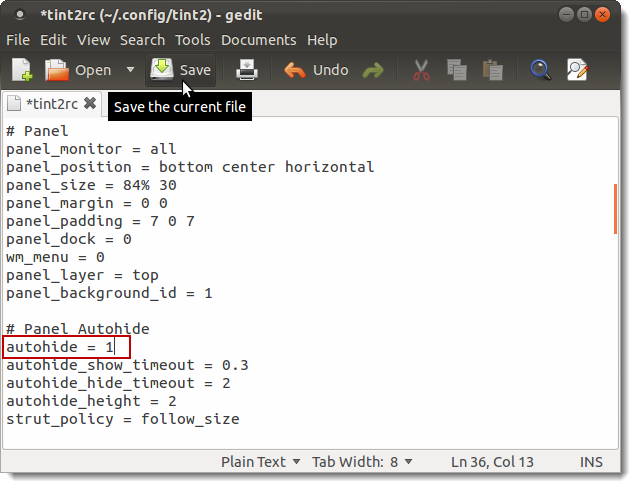 *tint2rc (~/.config/tint2) - gedit
File Edit View Search Tools Documents Help
Open Save Undo
*tint2rc
Save the current file
# Panel
panel_monitor = all
panel_position = bottom center horizontal
panel_size = 84% 30
panel_margin = 0 0
panel_padding = 7 0 7
panel_dock = 0
wm_menu = 0
panel_layer = top
panel_background_id = 1
# Panel Autohide
autohide = 1
autohide_show_timeout = 0.3
autohide_hide_timeout = 2
autohide_height = 2
strut_policy = follow_size
Plain Text Tab Width: 8 Ln 36, Col 13 INS